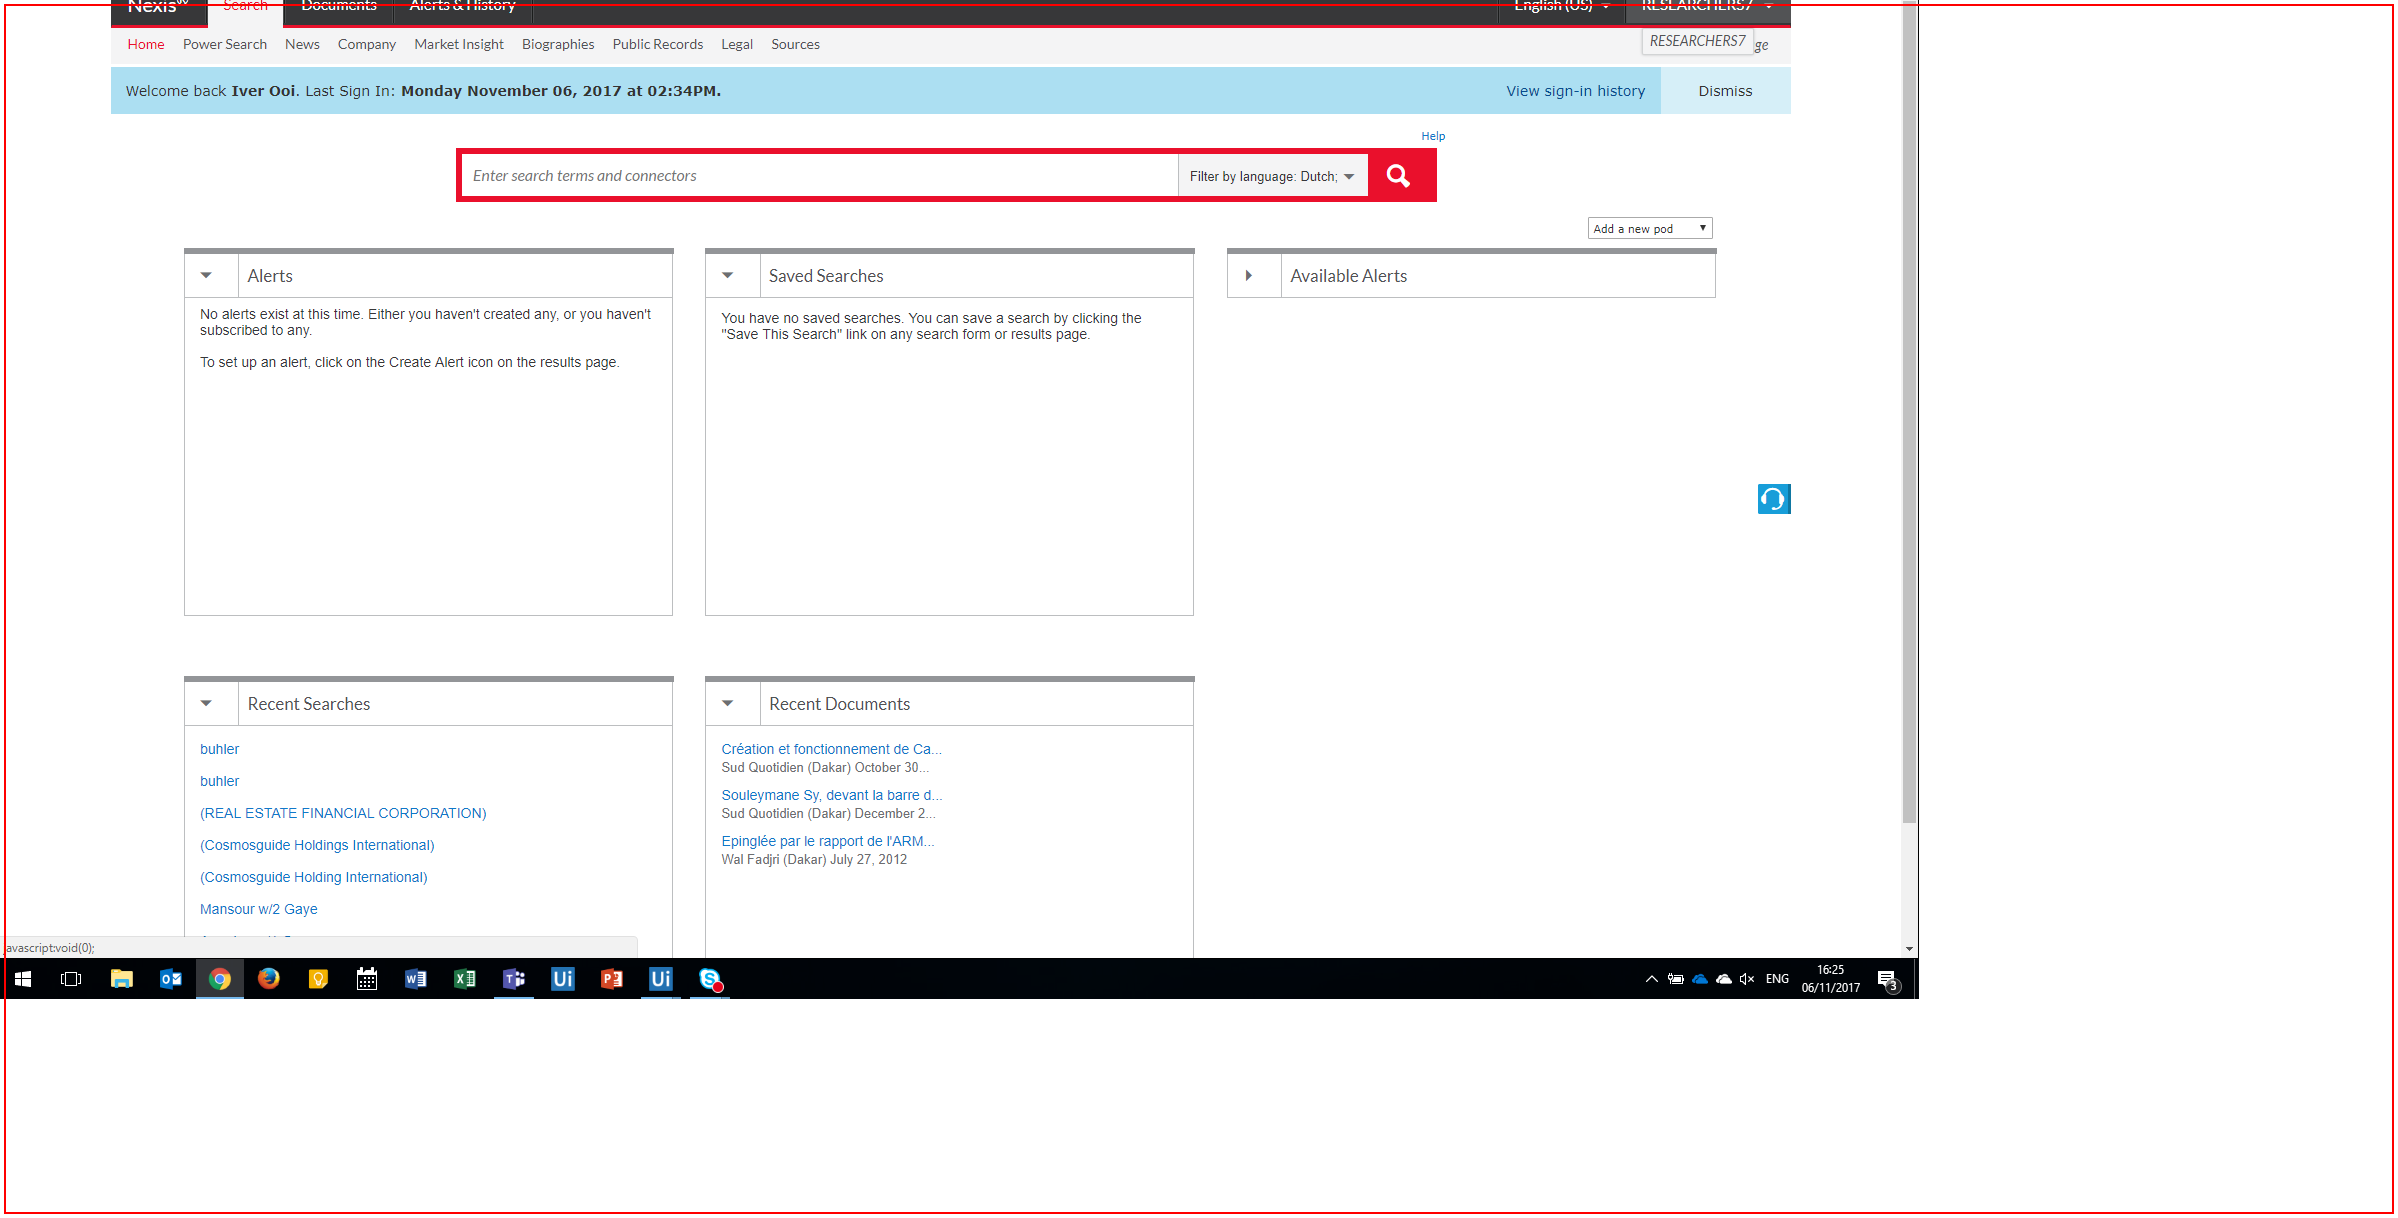 Nexis
Search
Documents
Alerts & History
English (US)
RESEARCHERS7
Home
Power Search
News
Company
Market Insight
Biographies
Public Records
Legal
Sources
RESEARCHERS7
ge
Welcome back Iver Ooi. Last Sign In: Monday November 06, 2017 at 02:34PM.
View sign-in history
Dismiss
Help
Enter search terms and connectors
Filter by language: Dutch;
Add a new pod
Alerts
No alerts exist at this time. Either you haven't created any, or you haven't
subscribed to any.
To set up an alert, click on the Create Alert icon on the results page.
Saved Searches
You have no saved searches. You can save a search by clicking the
"Save This Search" link on any search form or results page.
Available Alerts
Recent Searches
buhler
buhler
(REAL ESTATE FINANCIAL CORPORATION)
(Cosmosguide Holdings International)
(Cosmosguide Holding International)
Mansour w/2 Gaye
Recent Documents
Création et fonctionnement de Ca...
Sud Quotidien (Dakar) October 30...
Souleymane Sy, devant la barre d...
Sud Quotidien (Dakar) December 2...
Epinglée par le rapport de l'ARM...
Wal Fadjri (Dakar) July 27, 2012
avascript:void(0);
Ui
Ui
ENG
16:25
06/11/2017
3